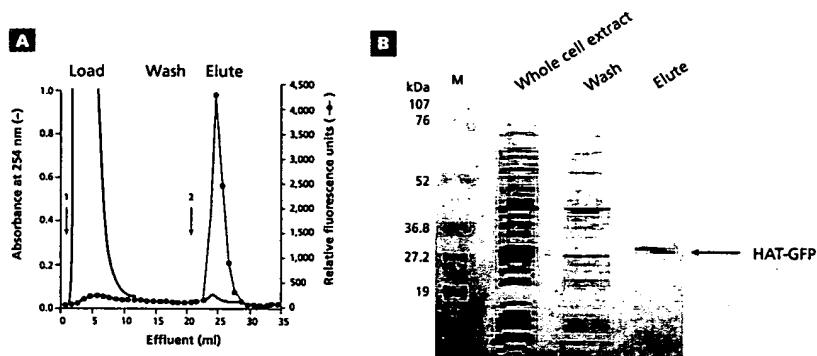 A
Load Wash Elute
Absorbance at 254 nm (–)
1.0
0.8
0.6
0.4
0.2
0.0
1
2
4,500
4,000
3,500
3,000
2,500
2,000
1,500
1,000
500
0
Relative fluorescence units (–●–)
0 5 10 15 20 25 30 35
Effluent (ml)
B
kDa M Whole cell extract Wash Elute
107
76
52
36.8
27.2
19
HAT-GFP